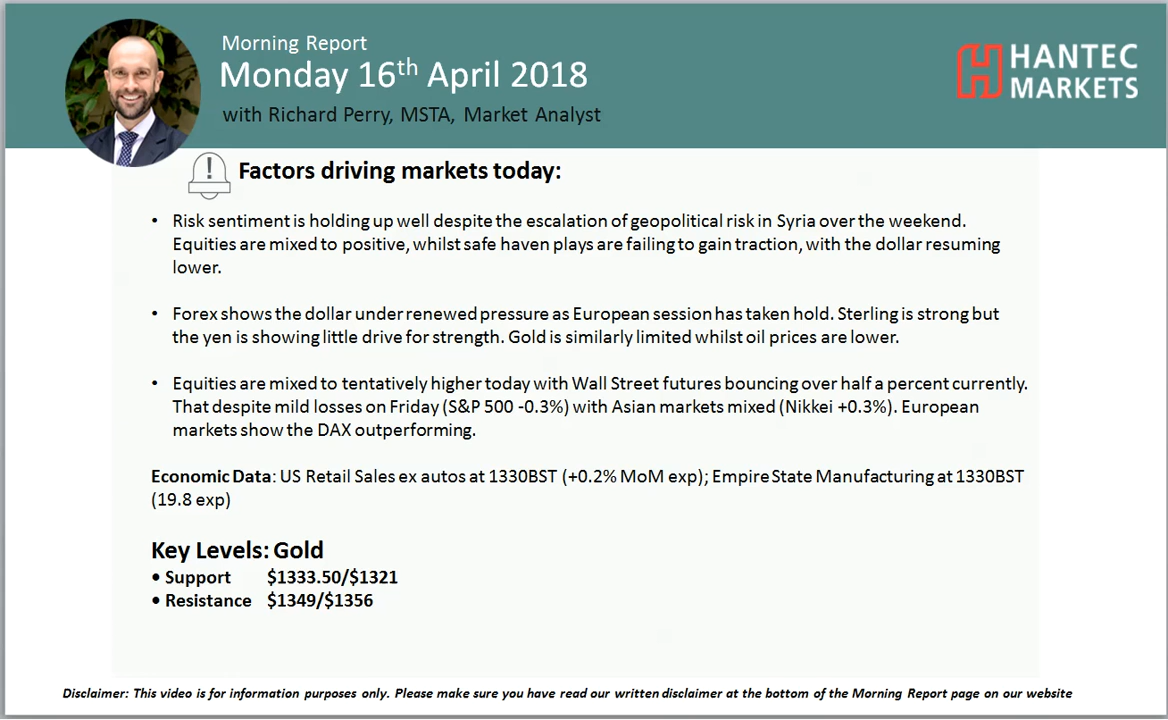 Morning Report
Monday 16th April 2018
with Richard Perry, MSTA, Market Analyst
HANTEC
MARKETS
! Factors driving markets today:
• Risk sentiment is holding up well despite the escalation of geopolitical risk in Syria over the weekend.
Equities are mixed to positive, whilst safe haven plays are failing to gain traction, with the dollar resuming
lower.
• Forex shows the dollar under renewed pressure as European session has taken hold. Sterling is strong but
the yen is showing little drive for strength. Gold is similarly limited whilst oil prices are lower.
• Equities are mixed to tentatively higher today with Wall Street futures bouncing over half a percent currently.
That despite mild losses on Friday (S&P 500 -0.3%) with Asian markets mixed (Nikkei +0.3%). European
markets show the DAX outperforming.
Economic Data: US Retail Sales ex autos at 1330BST (+0.2% MoM exp); Empire State Manufacturing at 1330BST
(19.8 exp)
Key Levels: Gold
• Support $1333.50/$1321
• Resistance $1349/$1356
Disclaimer: This video is for information purposes only. Please make sure you have read our written disclaimer at the bottom of the Morning Report page on our website